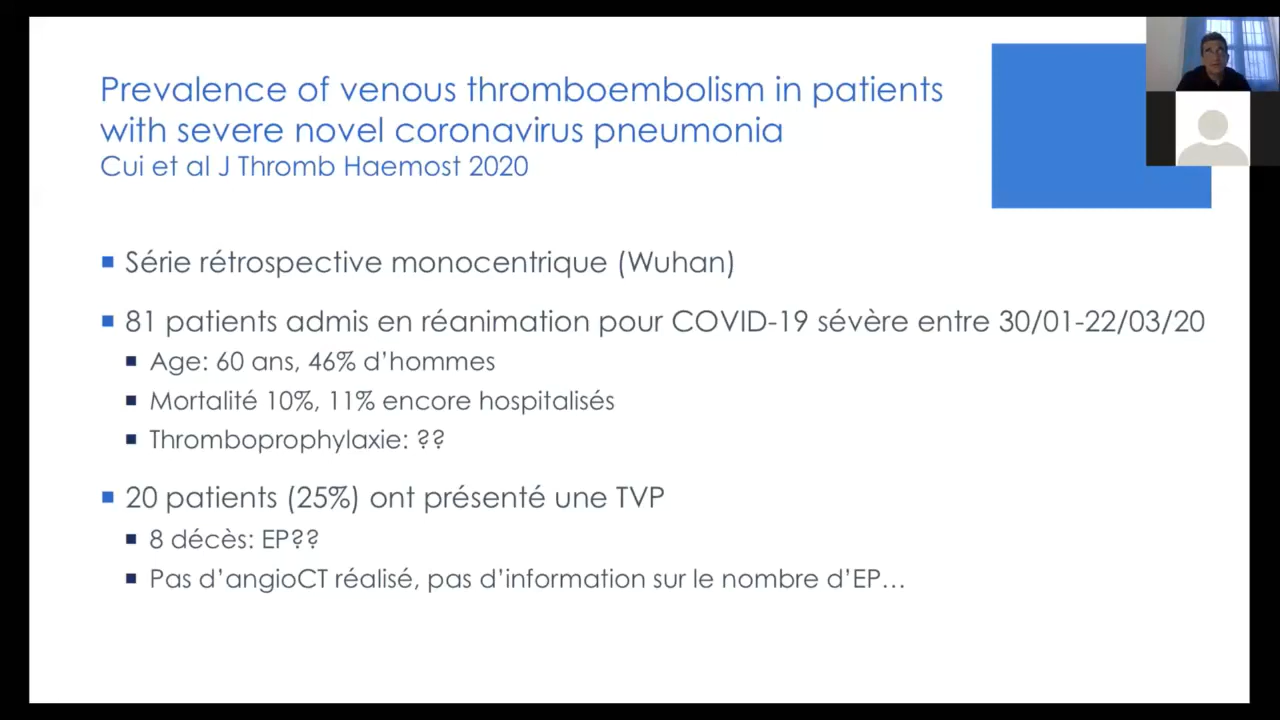 Prevalence of venous thromboembolism in patients
with severe novel coronavirus pneumonia
Cui et al J Thromb Haemost 2020
Série rétrospective monocentrique (Wuhan)
81 patients admis en réanimation pour COVID-19 sévère entre 30/01-22/03/20
Age: 60 ans, 46% d’hommes
Mortalité 10%, 11% encore hospitalisés
Thromboprophylaxie: ??
20 patients (25%) ont présenté une TVP
8 décès: EP??
Pas d’angioCT réalisé, pas d’information sur le nombre d’EP…